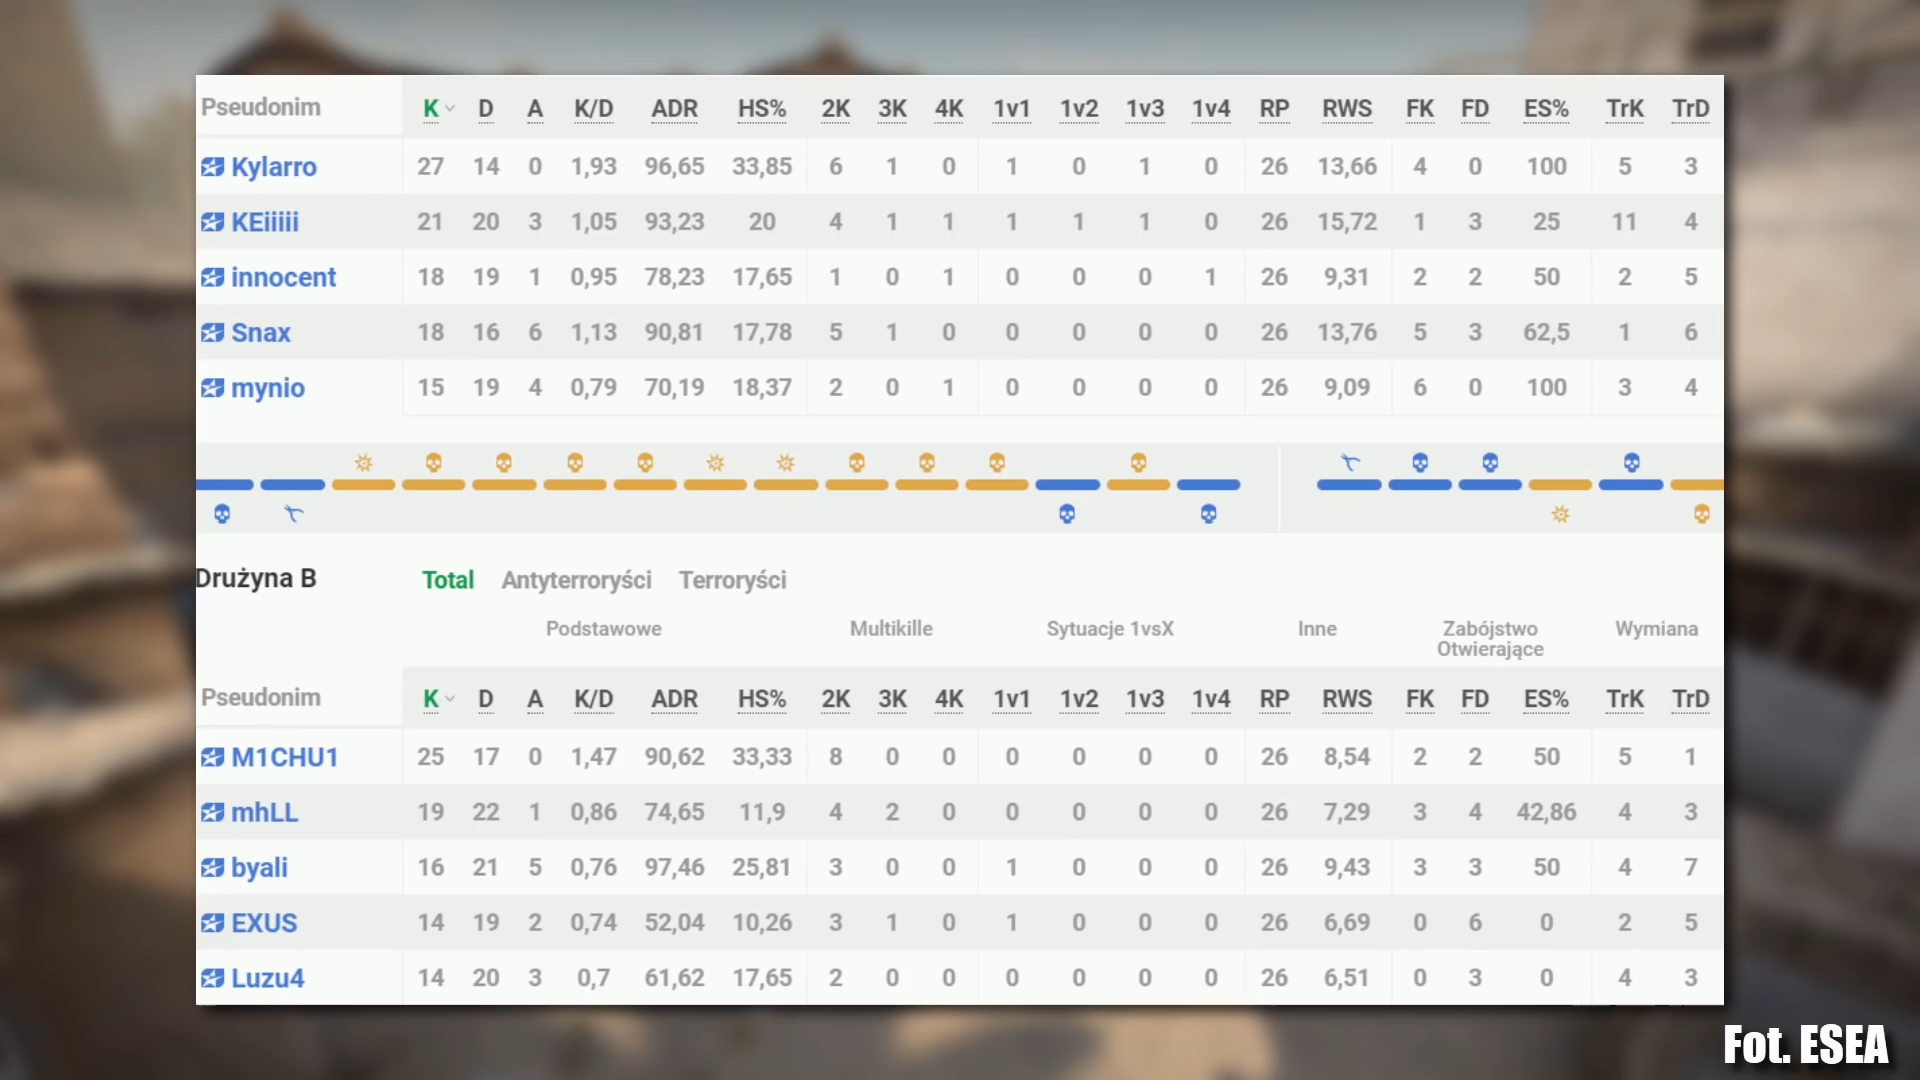 Pseudonim K D A K/D ADR HS% 2K 3K 4K 1v1 1v2 1v3 1v4 RP RWS FK FD ES% TrK TrD
Kylarro 27 14 0 1,93 96,65 33,85 6 1 0 1 0 1 0 26 13,66 4 0 100 5 3
KEiiiii 21 20 3 1,05 93,23 20 4 1 1 1 1 1 0 26 15,72 1 3 25 11 4
innocent 18 19 1 0,95 78,23 17,65 1 0 1 0 0 0 1 26 9,31 2 2 50 2 5
Snax 18 16 6 1,13 90,81 17,78 5 1 0 0 0 0 0 26 13,76 5 3 62,5 1 6
mynio 15 19 4 0,79 70,19 18,37 2 0 1 0 0 0 0 26 9,09 6 0 100 3 4
Drużyna B Total Antyterroryści Terroryści
Podstawowe Multikille Sytuacje 1vsX Inne Zabójstwo Wymiana
Otwierające
Pseudonim K D A K/D ADR HS% 2K 3K 4K 1v1 1v2 1v3 1v4 RP RWS FK FD ES% TrK TrD
M1CHU1 25 17 0 1,47 90,62 33,33 8 0 0 0 0 0 0 26 8,54 2 2 50 5 1
mhLL 19 22 1 0,86 74,65 11,9 4 2 0 0 0 0 0 26 7,29 3 4 42,86 4 3
byali 16 21 5 0,76 97,46 25,81 3 0 0 1 0 0 0 26 9,43 3 3 50 4 7
EXUS 14 19 2 0,74 52,04 10,26 3 1 0 1 0 0 0 26 6,69 0 6 0 2 5
Luzu4 14 20 3 0,7 61,62 17,65 2 0 0 0 0 0 0 26 6,51 0 3 0 4 3
Fot. ESEA